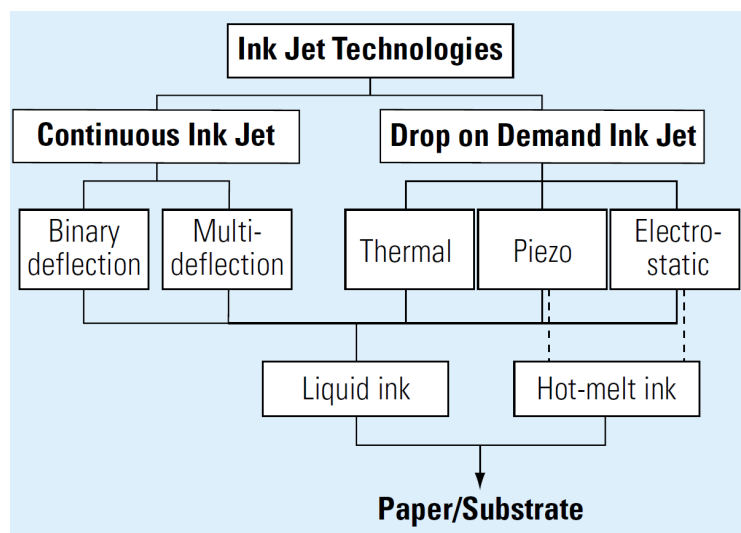 Ink Jet Technologies
Continuous Ink Jet
Drop on Demand Ink Jet
Binary
deflection
Multi-
deflection
Thermal
Piezo
Electro-
static
Liquid ink
Hot-melt ink
Paper/Substrate